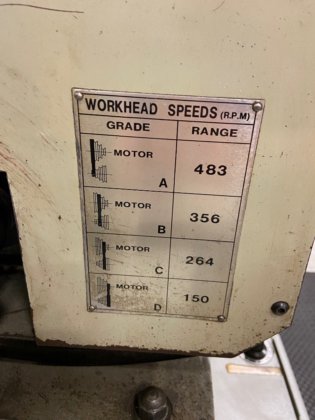 WORKHEAD SPEEDS (R.P.M)
GRADE RANGE
MOTOR
A 483
MOTOR
B 356
MOTOR
C 264
MOTOR
D 150